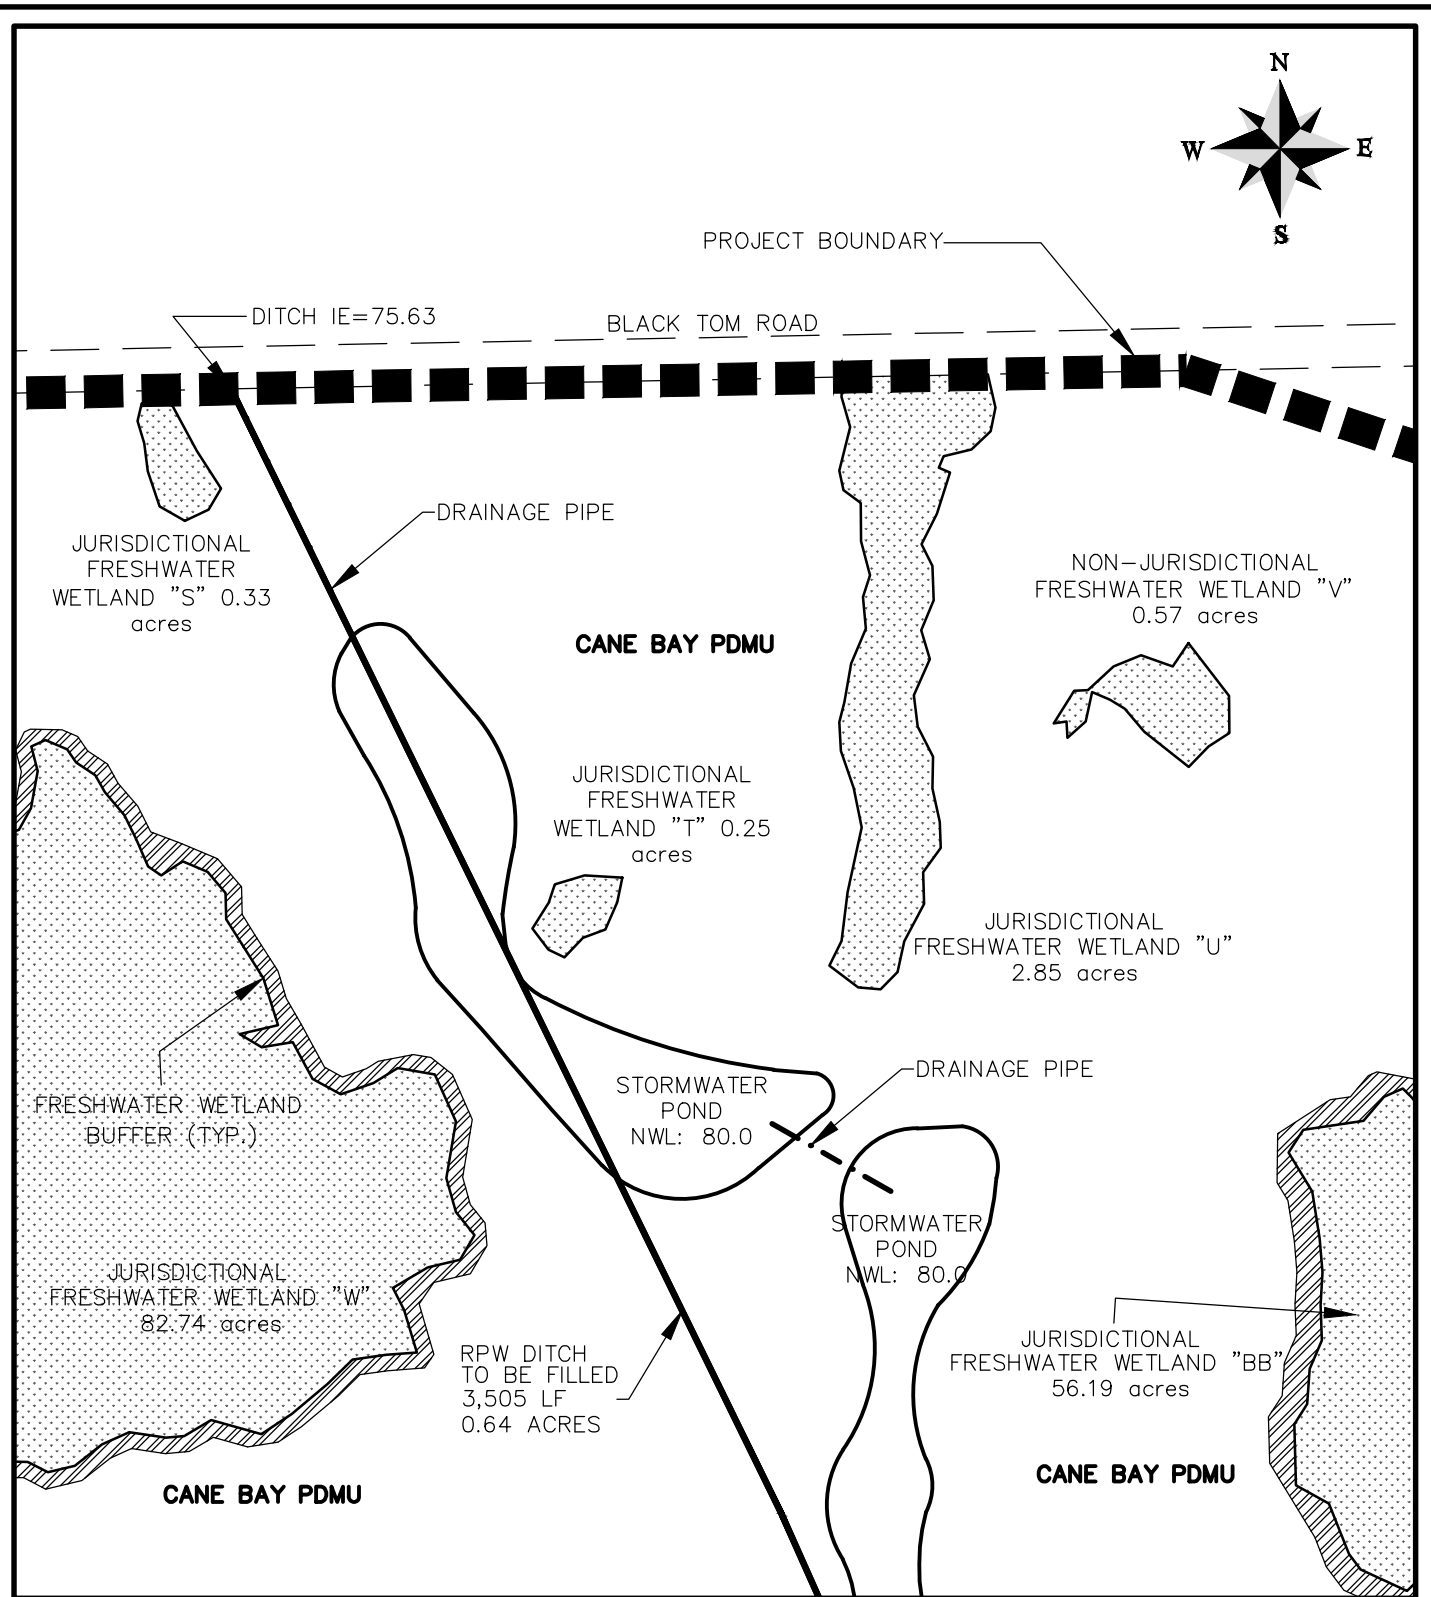 N
W E
S
PROJECT BOUNDARY
DITCH IE=75.63
BLACK TOM ROAD
DRAINAGE PIPE
JURISDICTIONAL
FRESHWATER
WETLAND "S" 0.33
acres
NON-JURISDICTIONAL
FRESHWATER WETLAND "V"
0.57 acres
CANE BAY PDMU
JURISDICTIONAL
FRESHWATER
WETLAND "T" 0.25
acres
JURISDICTIONAL
FRESHWATER WETLAND "U"
2.85 acres
DRAINAGE PIPE
STORMWATER
POND
NWL: 80.0
FRESHWATER WETLAND
BUFFER (TYP.)
STORMWATER
POND
NWL: 80.0
JURISDICTIONAL
FRESHWATER WETLAND "W"
82.74 acres
JURISDICTIONAL
FRESHWATER WETLAND "BB"
56.19 acres
RPW DITCH
TO BE FILLED
3,505 LF
0.64 ACRES
CANE BAY PDMU
CANE BAY PDMU